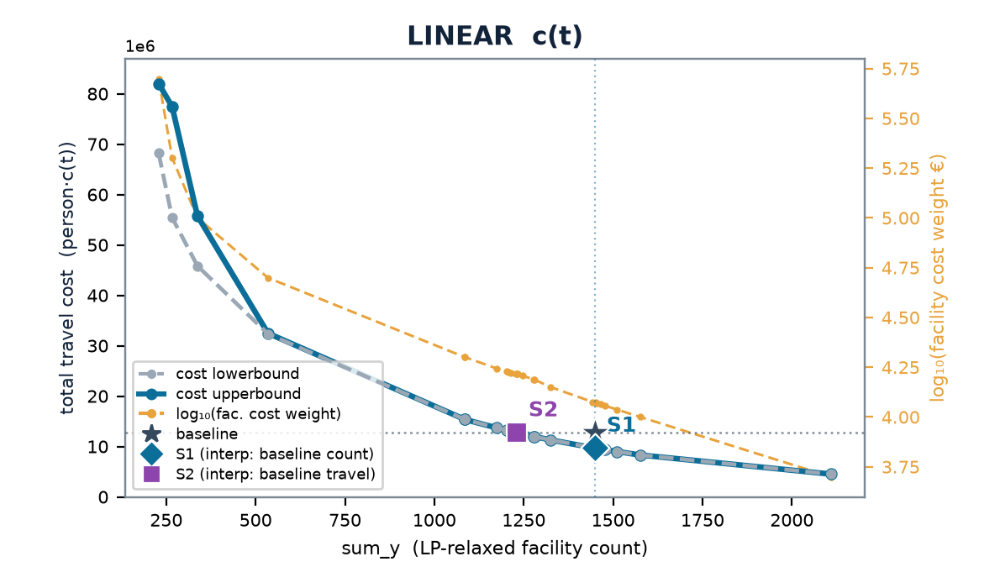 LINEAR  c(t)
1e6
80
70
60
50
40
30
20
10
0
total travel cost  (person·c(t))
5.75
5.50
5.25
5.00
4.75
4.50
4.25
4.00
3.75
log₁₀(facility cost weight €)
S2
S1
cost lowerbound
cost upperbound
log₁₀(fac. cost weight)
baseline
S1 (interp: baseline count)
S2 (interp: baseline travel)
250 500 750 1000 1250 1500 1750 2000
sum_y  (LP-relaxed facility count)